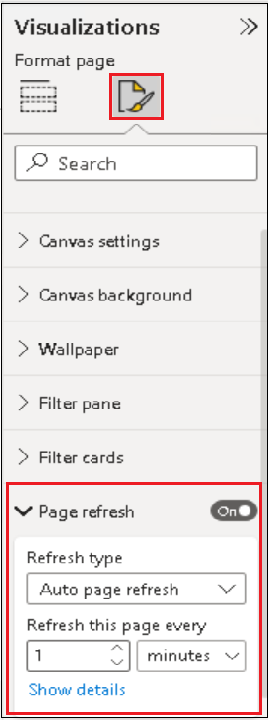 Visualizations
Format page
Search
Canvas settings
Canvas background
Wallpaper
Filter pane
Filter cards
Page refresh On
Refresh type
Auto page refresh
Refresh this page every
1 minutes
Show details